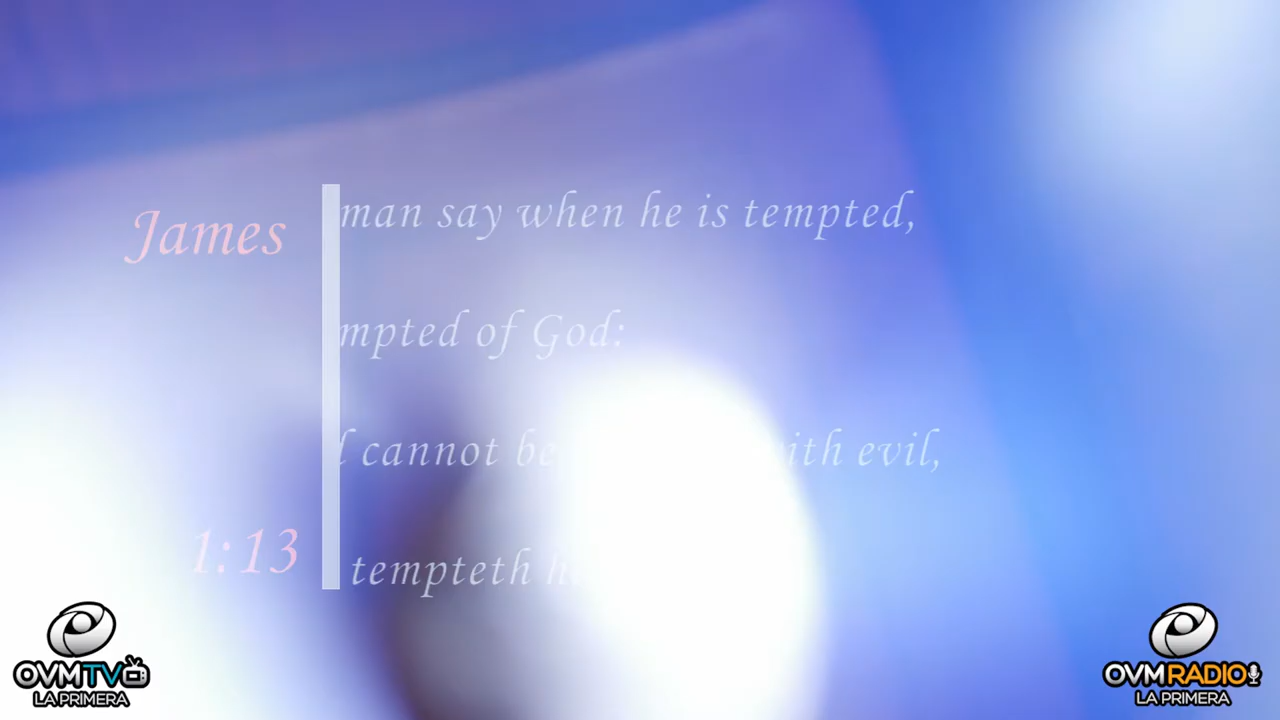 James
1:13
man say when he is tempted,
mpted of God:
cannot be ith evil,
tempteth
OVMTV
LA PRIMERA
OVMRADIO
LA PRIMERA